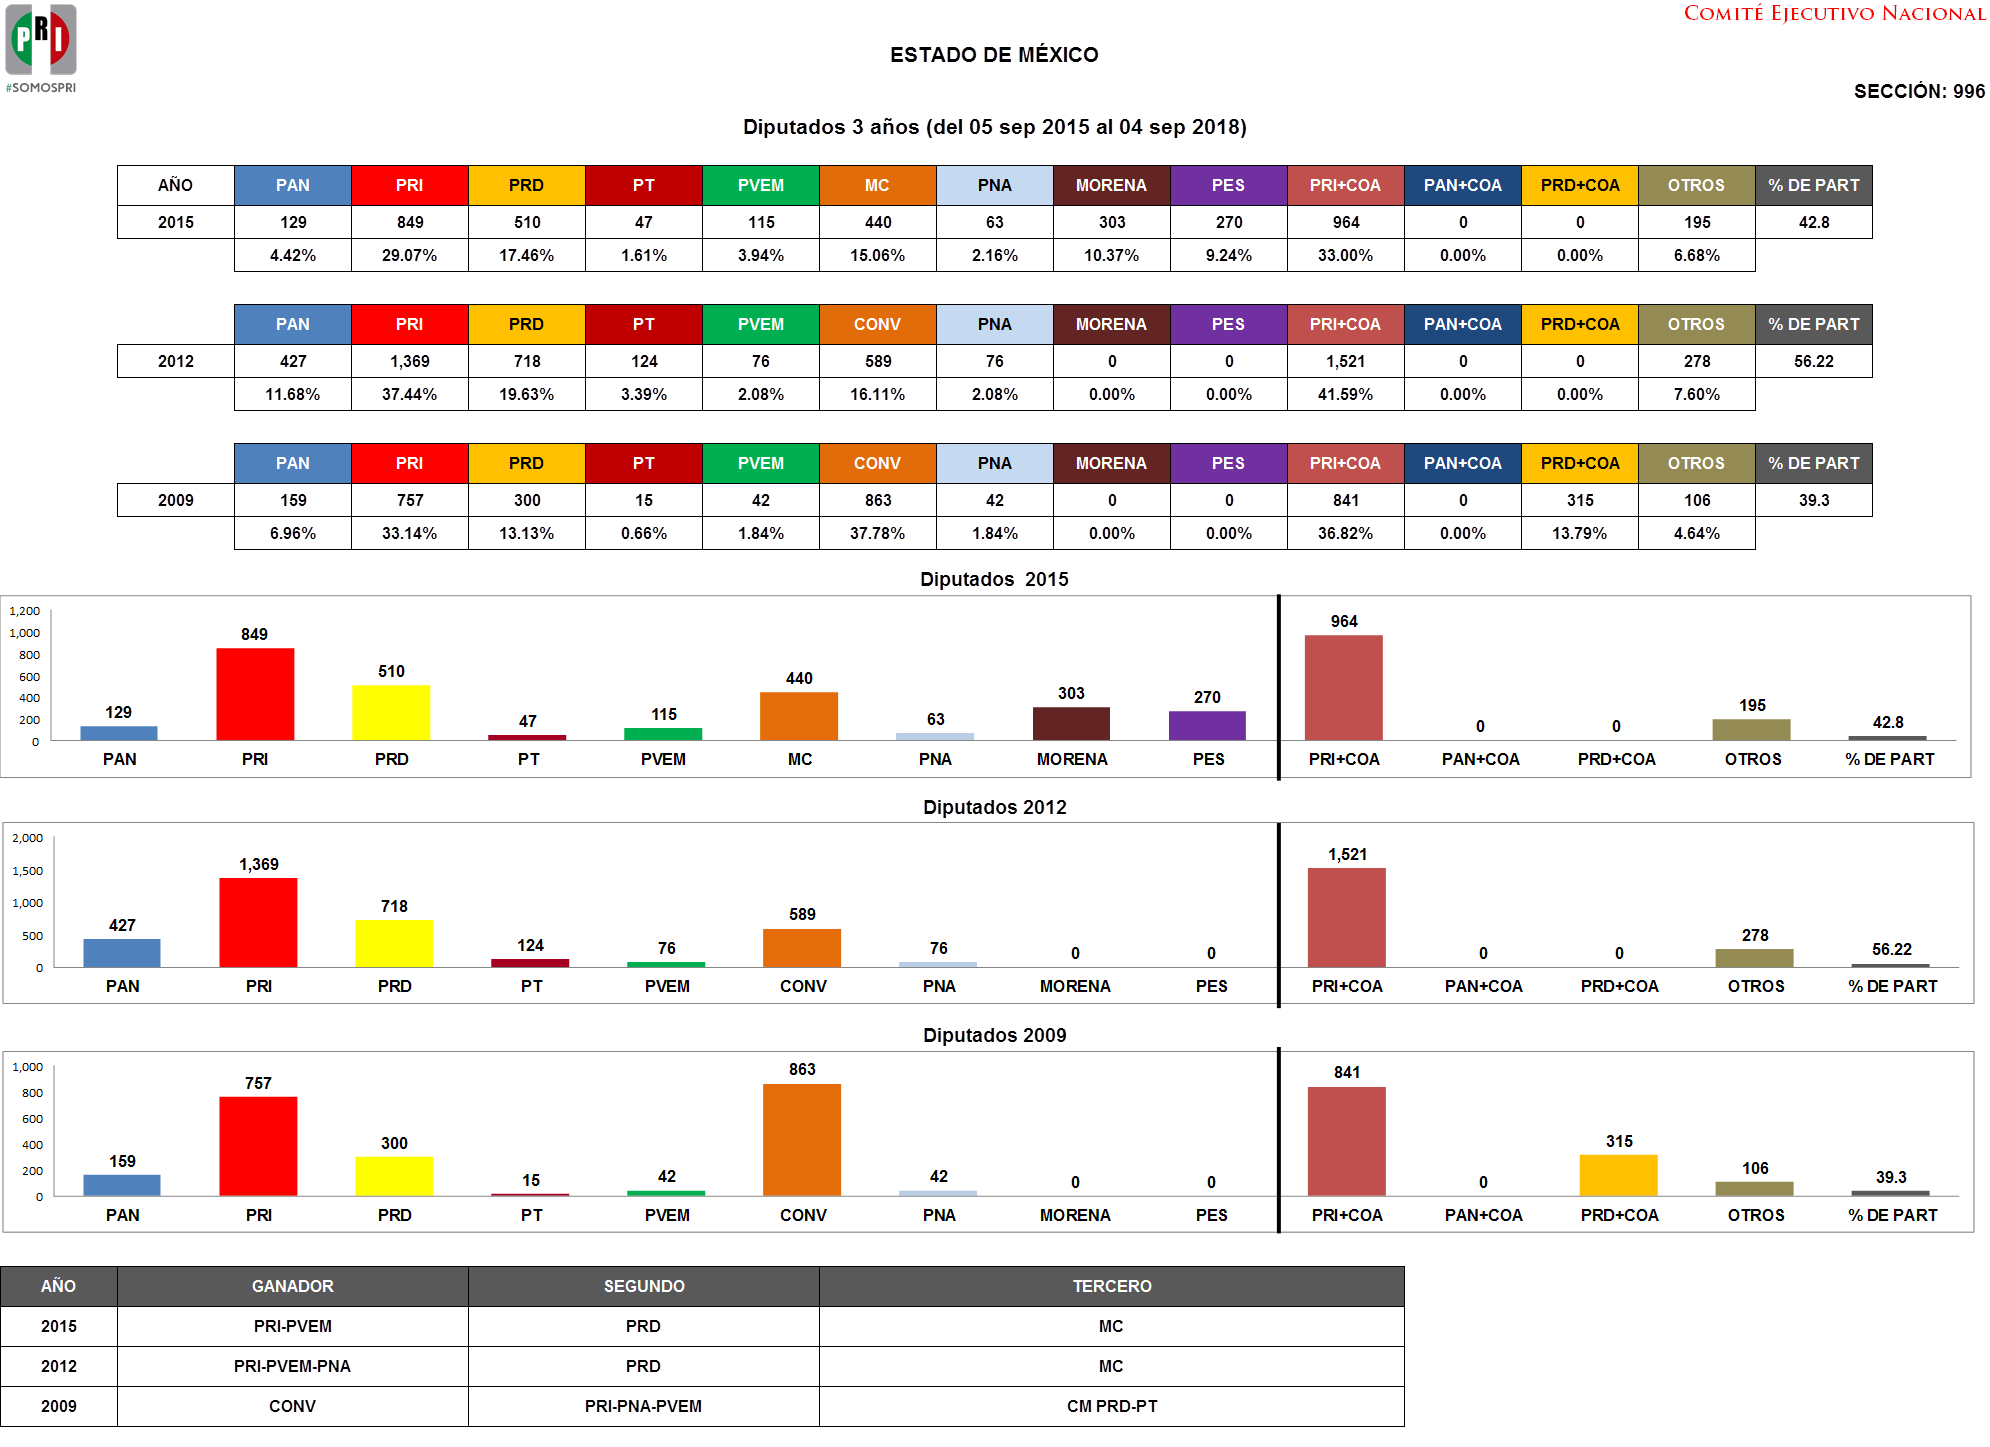 PRI
#SOMOSPRI
COMITÉ EJECUTIVO NACIONAL
ESTADO DE MÉXICO
SECCIÓN: 996
Diputados 3 años (del 05 sep 2015 al 04 sep 2018)
AÑO PAN PRI PRD PT PVEM MC PNA MORENA PES PRI+COA PAN+COA PRD+COA OTROS % DE PART
2015 129 849 510 47 115 440 63 303 270 964 0 0 195 42.8
4.42% 29.07% 17.46% 1.61% 3.94% 15.06% 2.16% 10.37% 9.24% 33.00% 0.00% 0.00% 6.68%
PAN PRI PRD PT PVEM CONV PNA MORENA PES PRI+COA PAN+COA PRD+COA OTROS % DE PART
2012 427 1,369 718 124 76 589 76 0 0 1,521 0 0 278 56.22
11.68% 37.44% 19.63% 3.39% 2.08% 16.11% 2.08% 0.00% 0.00% 41.59% 0.00% 0.00% 7.60%
PAN PRI PRD PT PVEM CONV PNA MORENA PES PRI+COA PAN+COA PRD+COA OTROS % DE PART
2009 159 757 300 15 42 863 42 0 0 841 0 315 106 39.3
6.96% 33.14% 13.13% 0.66% 1.84% 37.78% 1.84% 0.00% 0.00% 36.82% 0.00% 13.79% 4.64%
Diputados 2015
1,200
1,000
800
600
400
200
0
129 849 510 47 115 440 63 303 270 964 0 0 195 42.8
PAN PRI PRD PT PVEM MC PNA MORENA PES PRI+COA PAN+COA PRD+COA OTROS % DE PART
Diputados 2012
2,000
1,500
1,000
500
0
427 1,369 718 124 76 589 76 0 0 1,521 0 0 278 56.22
PAN PRI PRD PT PVEM CONV PNA MORENA PES PRI+COA PAN+COA PRD+COA OTROS % DE PART
Diputados 2009
1,000
800
600
400
200
0
159 757 300 15 42 863 42 0 0 841 0 315 106 39.3
PAN PRI PRD PT PVEM CONV PNA MORENA PES PRI+COA PAN+COA PRD+COA OTROS % DE PART
AÑO GANADOR SEGUNDO TERCERO
2015 PRI-PVEM PRD MC
2012 PRI-PVEM-PNA PRD MC
2009 CONV PRI-PNA-PVEM CM PRD-PT